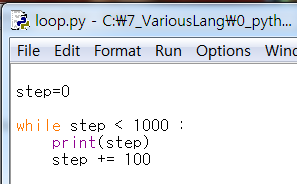 loop.py - C:₩7_VariousLang₩0_pyth...
File Edit Format Run Options Wind
step=0
while step < 1000 :
    print(step)
    step += 100